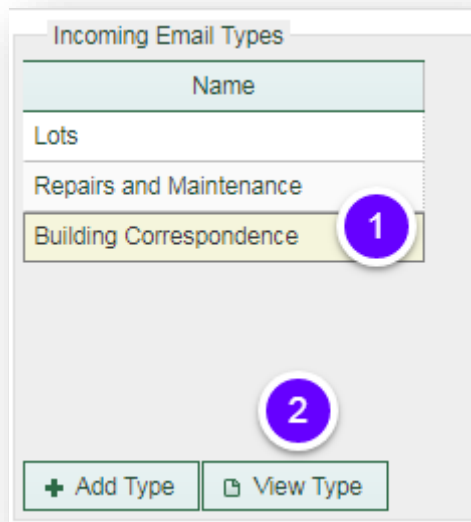 Incoming Email Types
Name
Lots
Repairs and Maintenance
Building Correspondence
1
2
Add Type
View Type